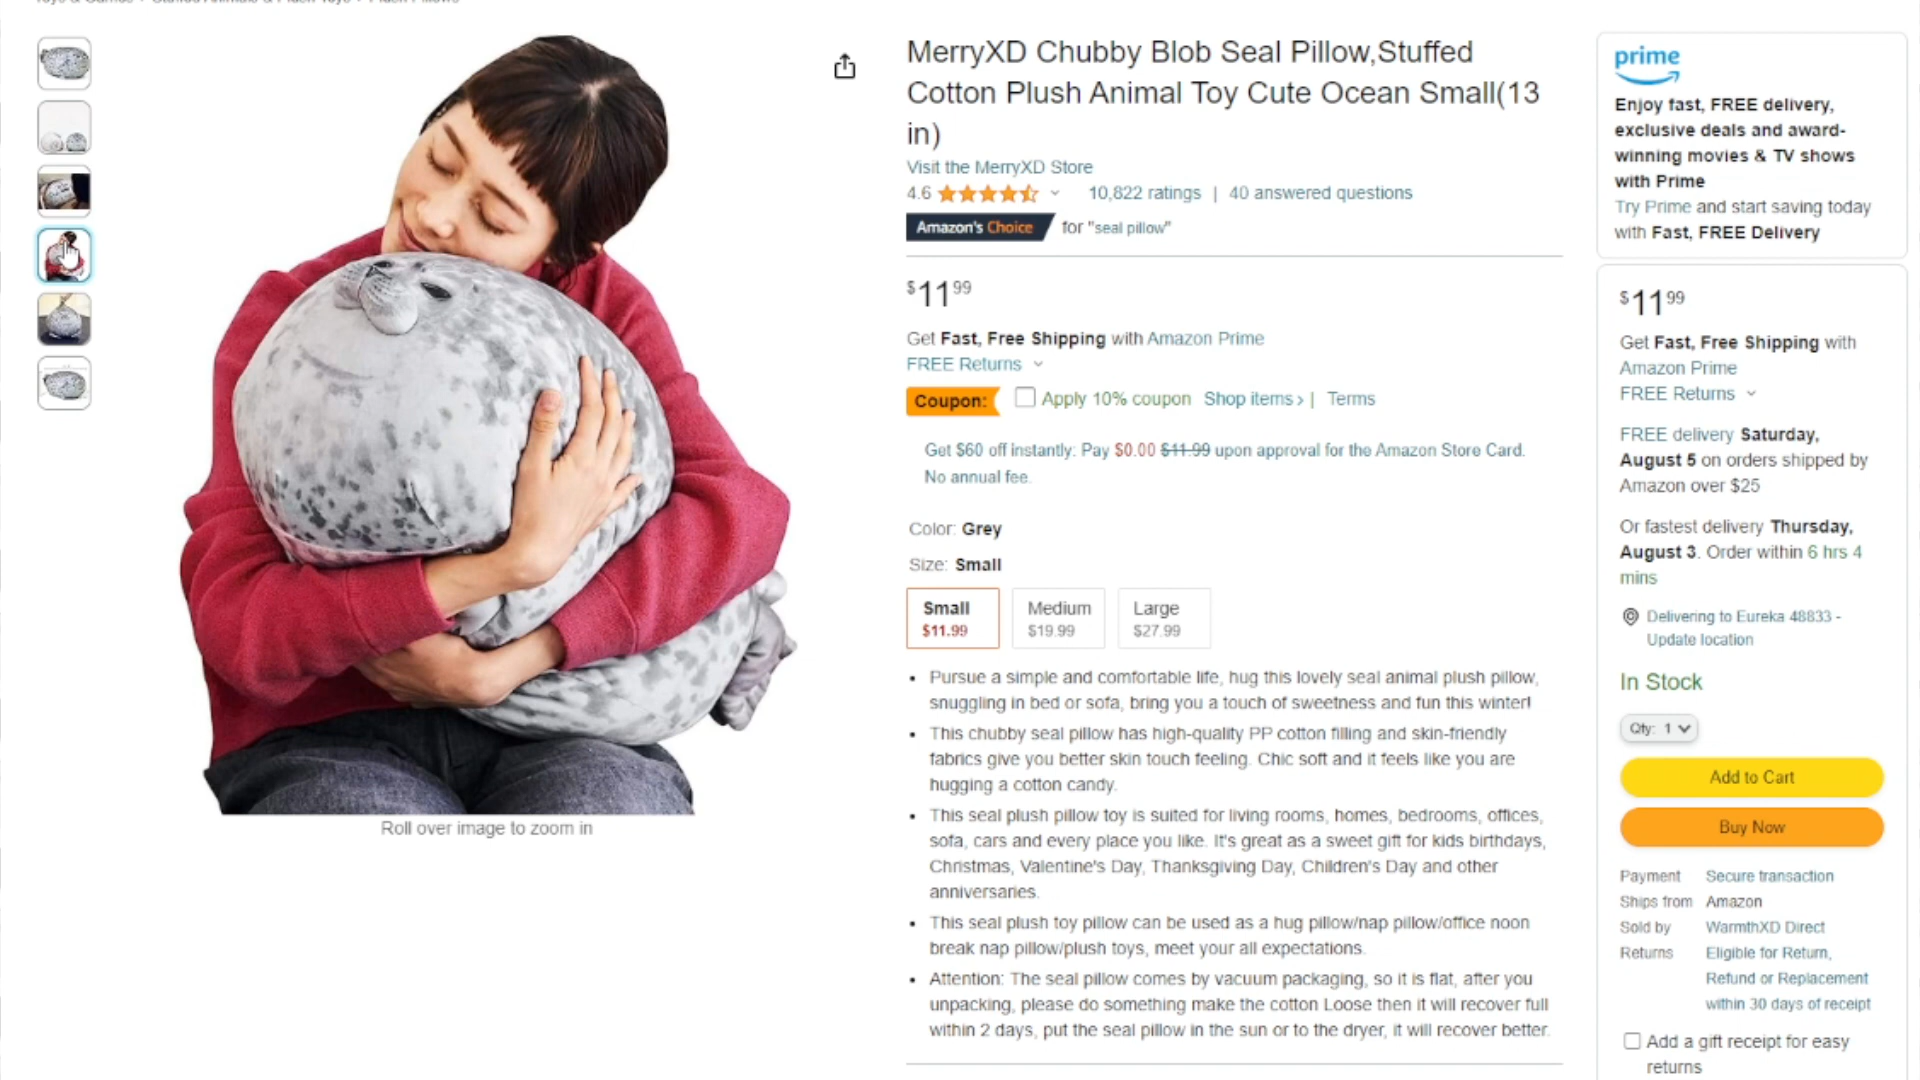 MerryXD Chubby Blob Seal Pillow,Stuffed
Cotton Plush Animal Toy Cute Ocean Small(13
in)
Visit the MerryXD Store
4.6
10,822 ratings | 40 answered questions
Amazon's Choice for "seal pillow"
$11 99
Get Fast, Free Shipping with Amazon Prime
FREE Returns
Coupon: Apply 10% coupon Shop items > | Terms
Get $60 off instantly: Pay $0.00 $11.99 upon approval for the Amazon Store Card.
No annual fee.
Color: Grey
Size: Small
Small Medium Large
$11.99 $19.99 $27.99
• Pursue a simple and comfortable life, hug this lovely seal animal plush pillow,
snuggling in bed or sofa, bring you a touch of sweetness and fun this winter!
• This chubby seal pillow has high-quality PP cotton filling and skin-friendly
fabrics give you better skin touch feeling. Chic soft and it feels like you are
hugging a cotton candy.
• This seal plush pillow toy is suited for living rooms, homes, bedrooms, offices,
sofa, cars and every place you like. It's great as a sweet gift for kids birthdays,
Christmas, Valentine's Day, Thanksgiving Day, Children's Day and other
anniversaries.
• This seal plush toy pillow can be used as a hug pillow/nap pillow/office noon
break nap pillow/plush toys, meet your all expectations.
• Attention: The seal pillow comes by vacuum packaging, so it is flat, after you
unpacking, please do something make the cotton Loose then it will recover full
within 2 days, put the seal pillow in the sun or to the dryer, it will recover better.
Roll over image to zoom in
prime
Enjoy fast, FREE delivery,
exclusive deals and award-
winning movies & TV shows
with Prime
Try Prime and start saving today
with Fast, FREE Delivery
$11 99
Get Fast, Free Shipping with
Amazon Prime
FREE Returns
FREE delivery Saturday,
August 5 on orders shipped by
Amazon over $25
Or fastest delivery Thursday,
August 3. Order within 6 hrs 4
mins
Delivering to Eureka 48833 -
Update location
In Stock
Qty: 1
Add to Cart
Buy Now
Payment Secure transaction
Ships from Amazon
Sold by WarmthXD Direct
Returns Eligible for Return,
Refund or Replacement
within 30 days of receipt
Add a gift receipt for easy
returns